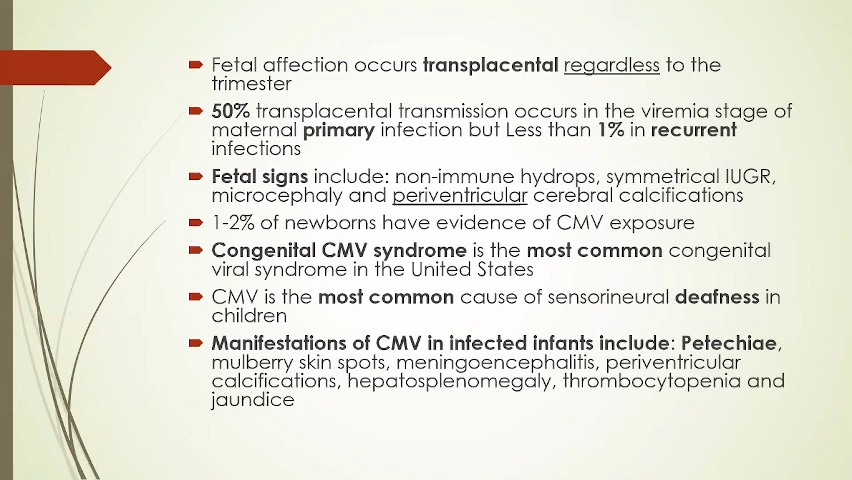 Fetal affection occurs transplacental regardless to the
trimester
50% transplacental transmission occurs in the viremia stage of
maternal primary infection but Less than 1% in recurrent
infections
Fetal signs include: non-immune hydrops, symmetrical IUGR,
microcephaly and periventricular cerebral calcifications
1-2% of newborns have evidence of CMV exposure
Congenital CMV syndrome is the most common congenital
viral syndrome in the United States
CMV is the most common cause of sensorineural deafness in
children
Manifestations of CMV in infected infants include: Petechiae,
mulberry skin spots, meningoencephalitis, periventricular
calcifications, hepatosplenomegaly, thrombocytopenia and
jaundice